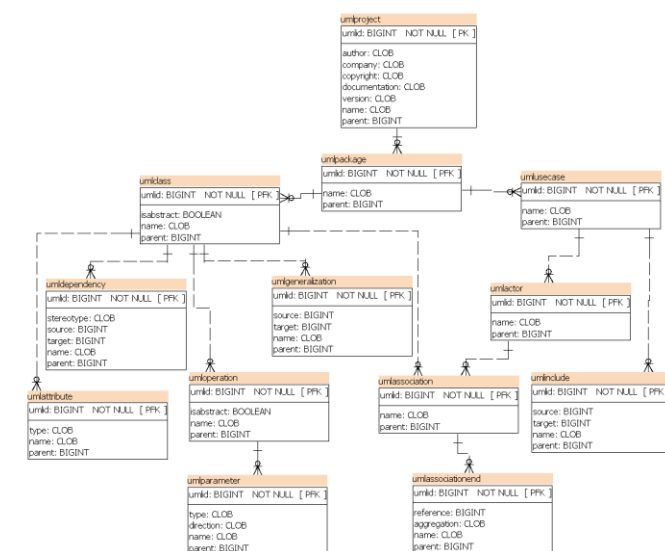 umlproject
umlid: BIGINT NOT NULL [ PK ]
author: CLOB
company: CLOB
copyright: CLOB
documentation: CLOB
version: CLOB
name: CLOB
parent: BIGINT
umlpackage
umlid: BIGINT NOT NULL [ PFK ]
name: CLOB
parent: BIGINT
umlclass
umlid: BIGINT NOT NULL [ PFK ]
isabstract: BOOLEAN
name: CLOB
parent: BIGINT
umlusecase
umlid: BIGINT NOT NULL [ PFK ]
name: CLOB
parent: BIGINT
umldependency
umlid: BIGINT NOT NULL [ PFK ]
stereotype: CLOB
source: BIGINT
target: BIGINT
name: CLOB
parent: BIGINT
umlgeneralization
umlid: BIGINT NOT NULL [ PFK ]
source: BIGINT
target: BIGINT
name: CLOB
parent: BIGINT
umlactor
umlid: BIGINT NOT NULL [ PFK ]
name: CLOB
parent: BIGINT
umlattribute
umlid: BIGINT NOT NULL [ PFK ]
type: CLOB
name: CLOB
parent: BIGINT
umloperation
umlid: BIGINT NOT NULL [ PFK ]
isabstract: BOOLEAN
name: CLOB
parent: BIGINT
umlassociation
umlid: BIGINT NOT NULL [ PFK ]
name: CLOB
parent: BIGINT
umlinclude
umlid: BIGINT NOT NULL [ PFK ]
source: BIGINT
target: BIGINT
name: CLOB
parent: BIGINT
umlparameter
umlid: BIGINT NOT NULL [ PFK ]
type: CLOB
direction: CLOB
name: CLOB
parent: BIGINT
umlassociationend
umlid: BIGINT NOT NULL [ PFK ]
reference: BIGINT
aggregation: CLOB
name: CLOB
parent: BIGINT